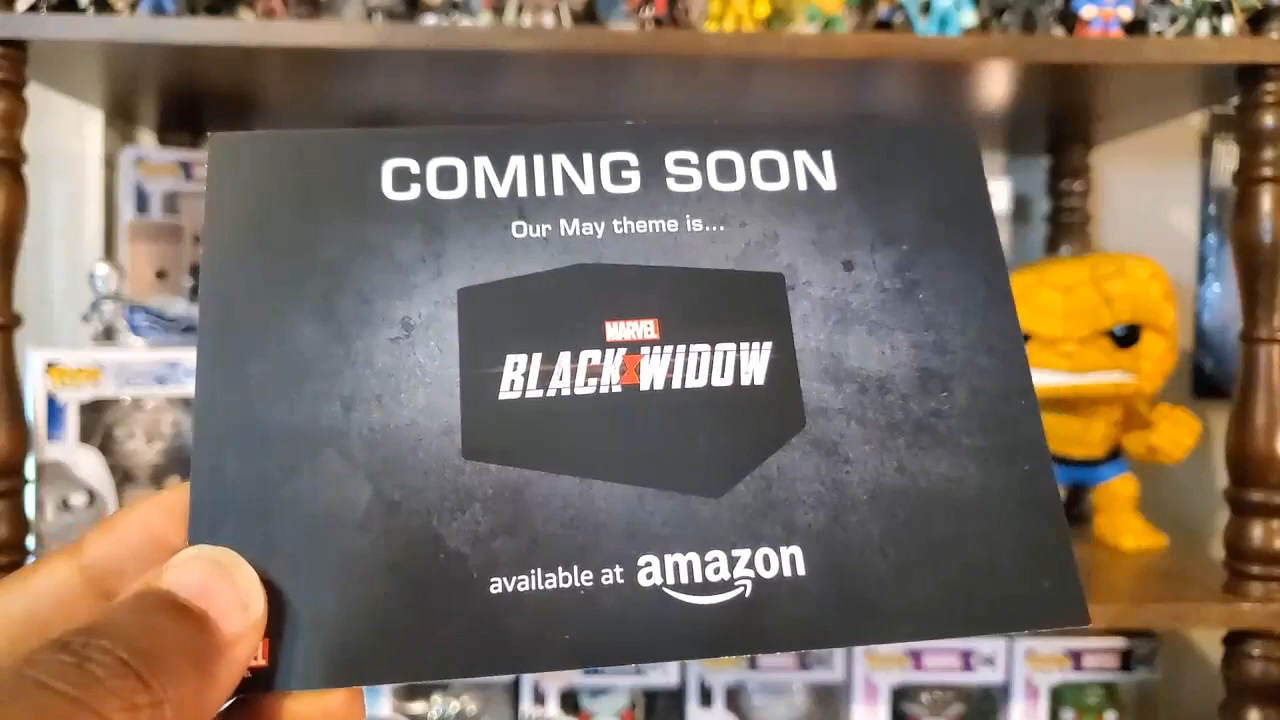 COMING SOON
Our May theme is...
MARVEL
BLACK WIDOW
available at amazon